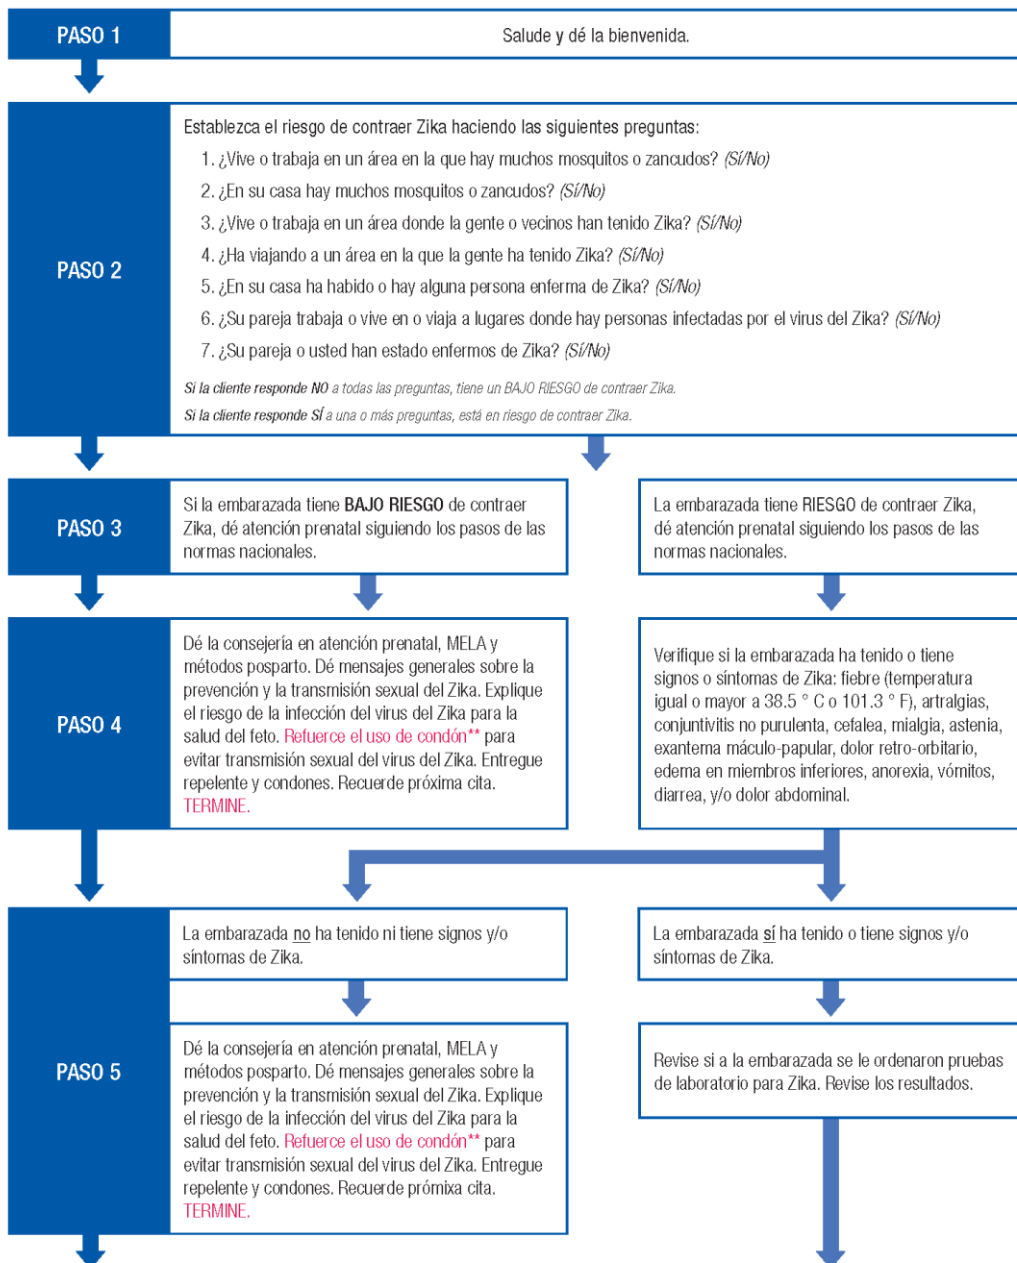 PASO 1
Salude y dé la bienvenida.
PASO 2
Establezca el riesgo de contraer Zika haciendo las siguientes preguntas:
1. ¿Vive o trabaja en un área en la que hay muchos mosquitos o zancudos? (Sí/No)
2. ¿En su casa hay muchos mosquitos o zancudos? (Sí/No)
3. ¿Vive o trabaja en un área donde la gente o vecinos han tenido Zika? (Sí/No)
4. ¿Ha viajando a un área en la que la gente ha tenido Zika? (Sí/No)
5. ¿En su casa ha habido o hay alguna persona enferma de Zika? (Sí/No)
6. ¿Su pareja trabaja o vive en o viaja a lugares donde hay personas infectadas por el virus del Zika? (Sí/No)
7. ¿Su pareja o usted han estado enfermos de Zika? (Sí/No)
Si la cliente responde NO a todas las preguntas, tiene un BAJO RIESGO de contraer Zika.
Si la cliente responde SÍ a una o más preguntas, está en riesgo de contraer Zika.
PASO 3
Si la embarazada tiene BAJO RIESGO de contraer
Zika, dé atención prenatal siguiendo los pasos de las
normas nacionales.
La embarazada tiene RIESGO de contraer Zika,
dé atención prenatal siguiendo los pasos de las
normas nacionales.
PASO 4
Dé la consejería en atención prenatal, MELA y
métodos posparto. Dé mensajes generales sobre la
prevención y la transmisión sexual del Zika. Explique
el riesgo de la infección del virus del Zika para la
salud del feto. Refuerce el uso de condón** para
evitar transmisión sexual del virus del Zika. Entregue
repelente y condones. Recuerde próxima cita.
TERMINE.
Verifique si la embarazada ha tenido o tiene
signos o síntomas de Zika: fiebre (temperatura
igual o mayor a 38.5 ° C o 101.3 ° F), artralgias,
conjuntivitis no purulenta, cefalea, mialgia, astenia,
exantema máculo-papular, dolor retro-orbitario,
edema en miembros inferiores, anorexia, vómitos,
diarrea, y/o dolor abdominal.
PASO 5
La embarazada no ha tenido ni tiene signos y/o
síntomas de Zika.
La embarazada sí ha tenido o tiene signos y/o
síntomas de Zika.
Dé la consejería en atención prenatal, MELA y
métodos posparto. Dé mensajes generales sobre la
prevención y la transmisión sexual del Zika. Explique
el riesgo de la infección del virus del Zika para la
salud del feto. Refuerce el uso de condón** para
evitar transmisión sexual del virus del Zika. Entregue
repelente y condones. Recuerde prómixa cita.
TERMINE.
Revise si a la embarazada se le ordenaron pruebas
de laboratorio para Zika. Revise los resultados.